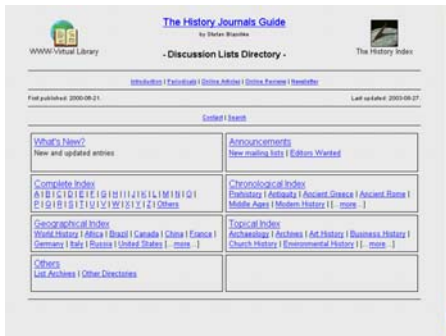 The History Journals Guide
by Stefan Blaschke
WWW-Virtual Library
- Discussion Lists Directory -
The History Index
Introduction | Periodicals | Online Articles | Online Reviews | Newsletter
First published: 2000-08-21.
Last updated: 2003-08-27.
Contact | Search
What's New?
New and updated entries
Announcements
New mailing lists | Editors Wanted
Complete Index
A | B | C | D | E | F | G | H | I | J | K | L | M | N | O |
P | Q | R | S | T | U | V | W | X | Y | Z | Others
Chronological Index
Prehistory | Antiquity | Ancient Greece | Ancient Rome |
Middle Ages | Modern History | [... more...]
Geographical Index
World History | Africa | Brazil | Canada | China | France |
Germany | Italy | Russia | United States [... more...]
Topical Index
Archaeology | Archives | Art History | Business History |
Church History | Environmental History | [... more...]
Others
List Archives | Other Directories